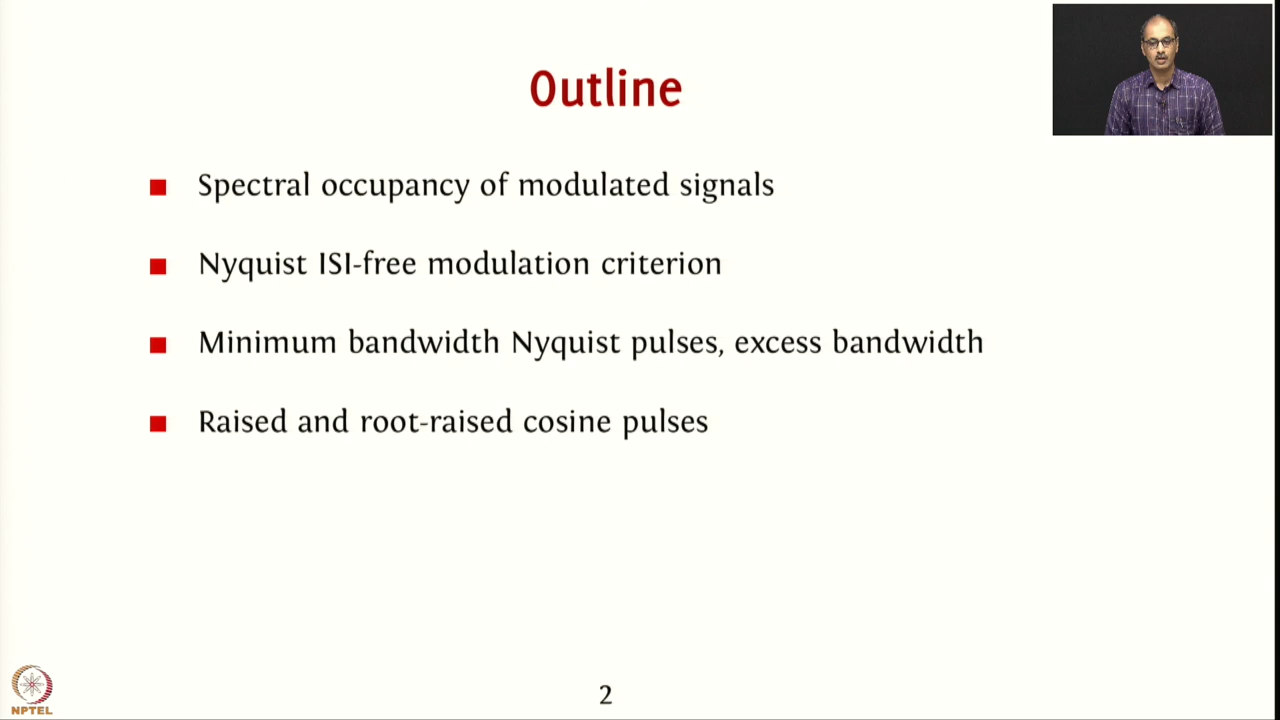 Outline
Spectral occupancy of modulated signals
Nyquist ISI-free modulation criterion
Minimum bandwidth Nyquist pulses, excess bandwidth
Raised and root-raised cosine pulses
NPTEL
2